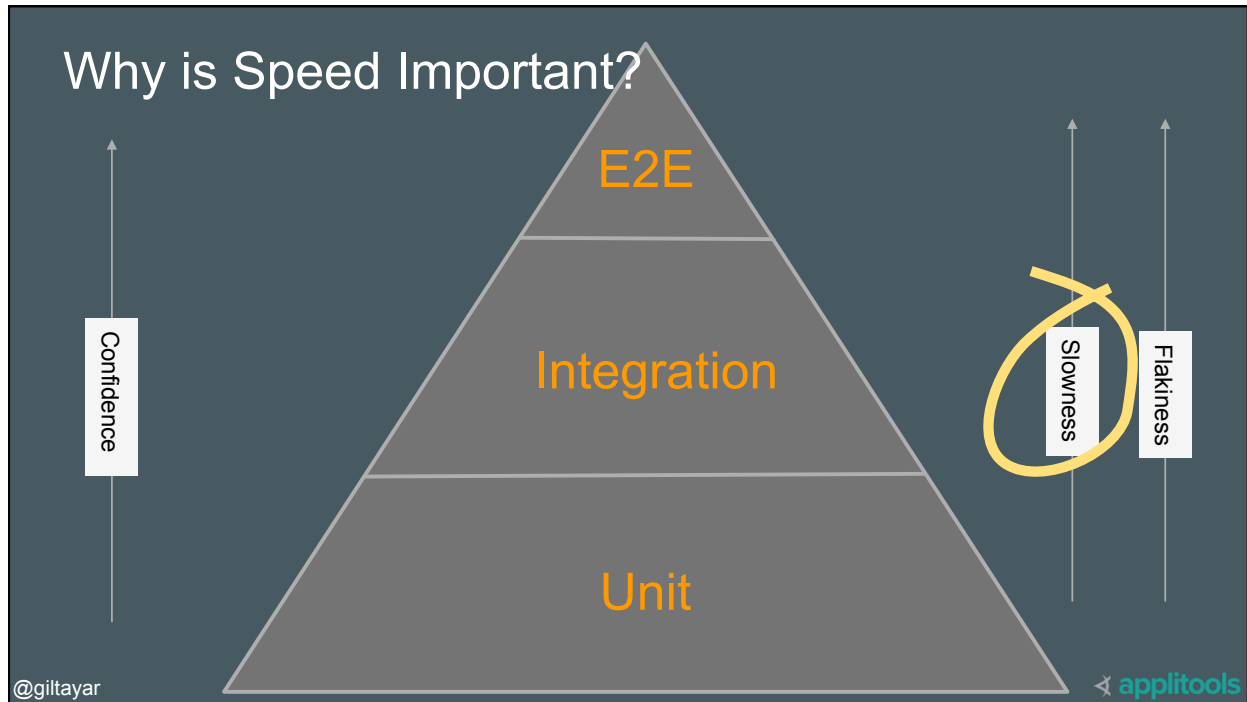 Why is Speed Important?
E2E
Integration
Unit
Confidence
Slowness
Flakiness
@giltayar
applitools